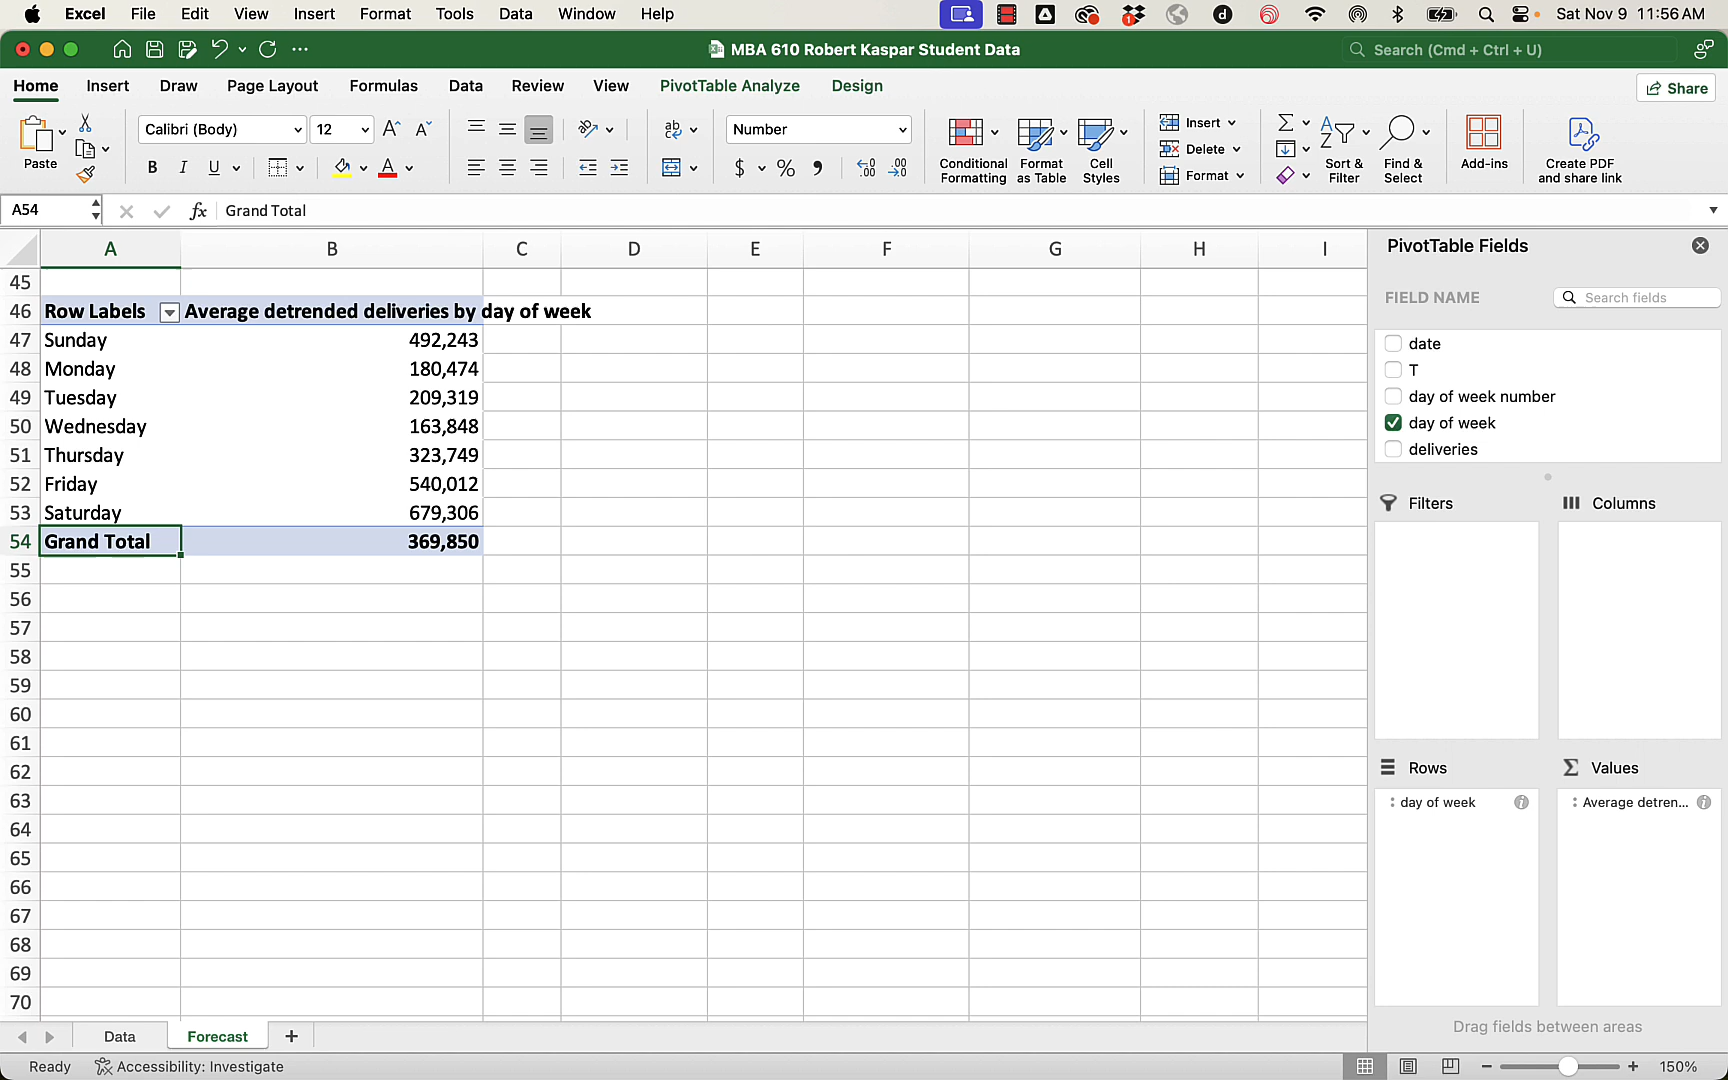 Excel File Edit View Insert Format Tools Data Window Help Sat Nov 9 11:56 AM
MBA 610 Robert Kaspar Student Data Search (Cmd + Ctrl + U)
Home Insert Draw Page Layout Formulas Data Review View PivotTable Analyze Design Share
Paste Calibri (Body) 12 Number
Conditional Formatting Format as Table Cell Styles
Insert Delete Format
Sort & Filter Find & Select Add-ins Create PDF and share link
A54 fx Grand Total
A B C D E F G H I
45
46 Row Labels Average detrended deliveries by day of week
47 Sunday 492,243
48 Monday 180,474
49 Tuesday 209,319
50 Wednesday 163,848
51 Thursday 323,749
52 Friday 540,012
53 Saturday 679,306
54 Grand Total 369,850
55
56
57
58
59
60
61
62
63
64
65
66
67
68
69
70
PivotTable Fields
FIELD NAME Search fields
date
T
day of week number
day of week
deliveries
Filters Columns
Rows Values
day of week Average detren...
Drag fields between areas
Data Forecast +
Ready Accessibility: Investigate 150%